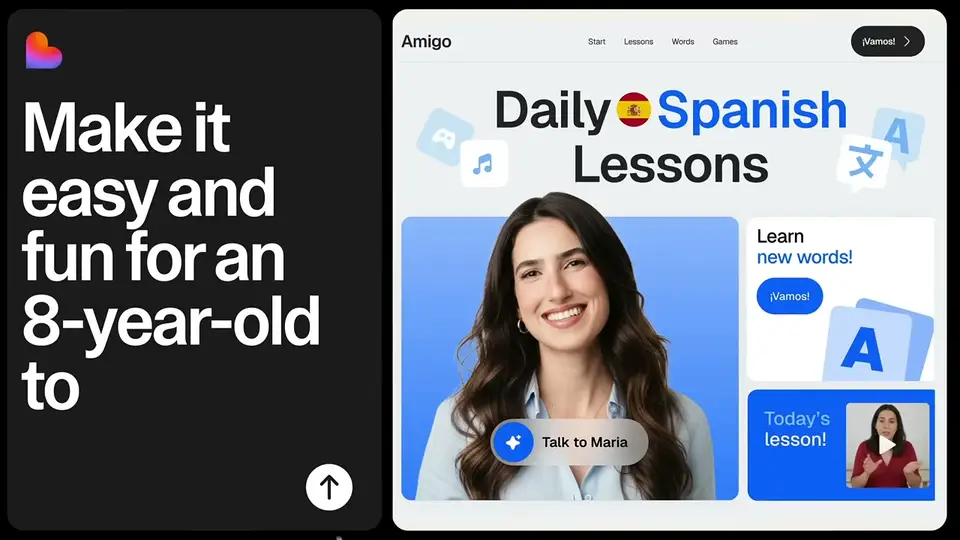 Make it
easy and
fun for an
8-year-old
to
Amigo
Start
Lessons
Words
Games
¡Vamos!
Daily Spanish
Lessons
A
文
Talk to Maria
Learn
new words!
¡Vamos!
A
Today's
lesson!